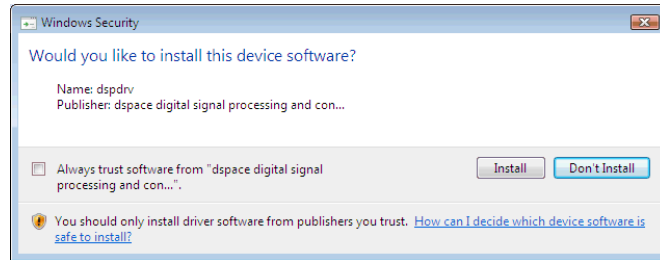 Windows Security
Would you like to install this device software?
Name: dspdrv
Publisher: dspace digital signal processing and con...
Always trust software from "dspace digital signal
processing and con...".
Install
Don't Install
You should only install driver software from publishers you trust. How can I decide which device software is
safe to install?